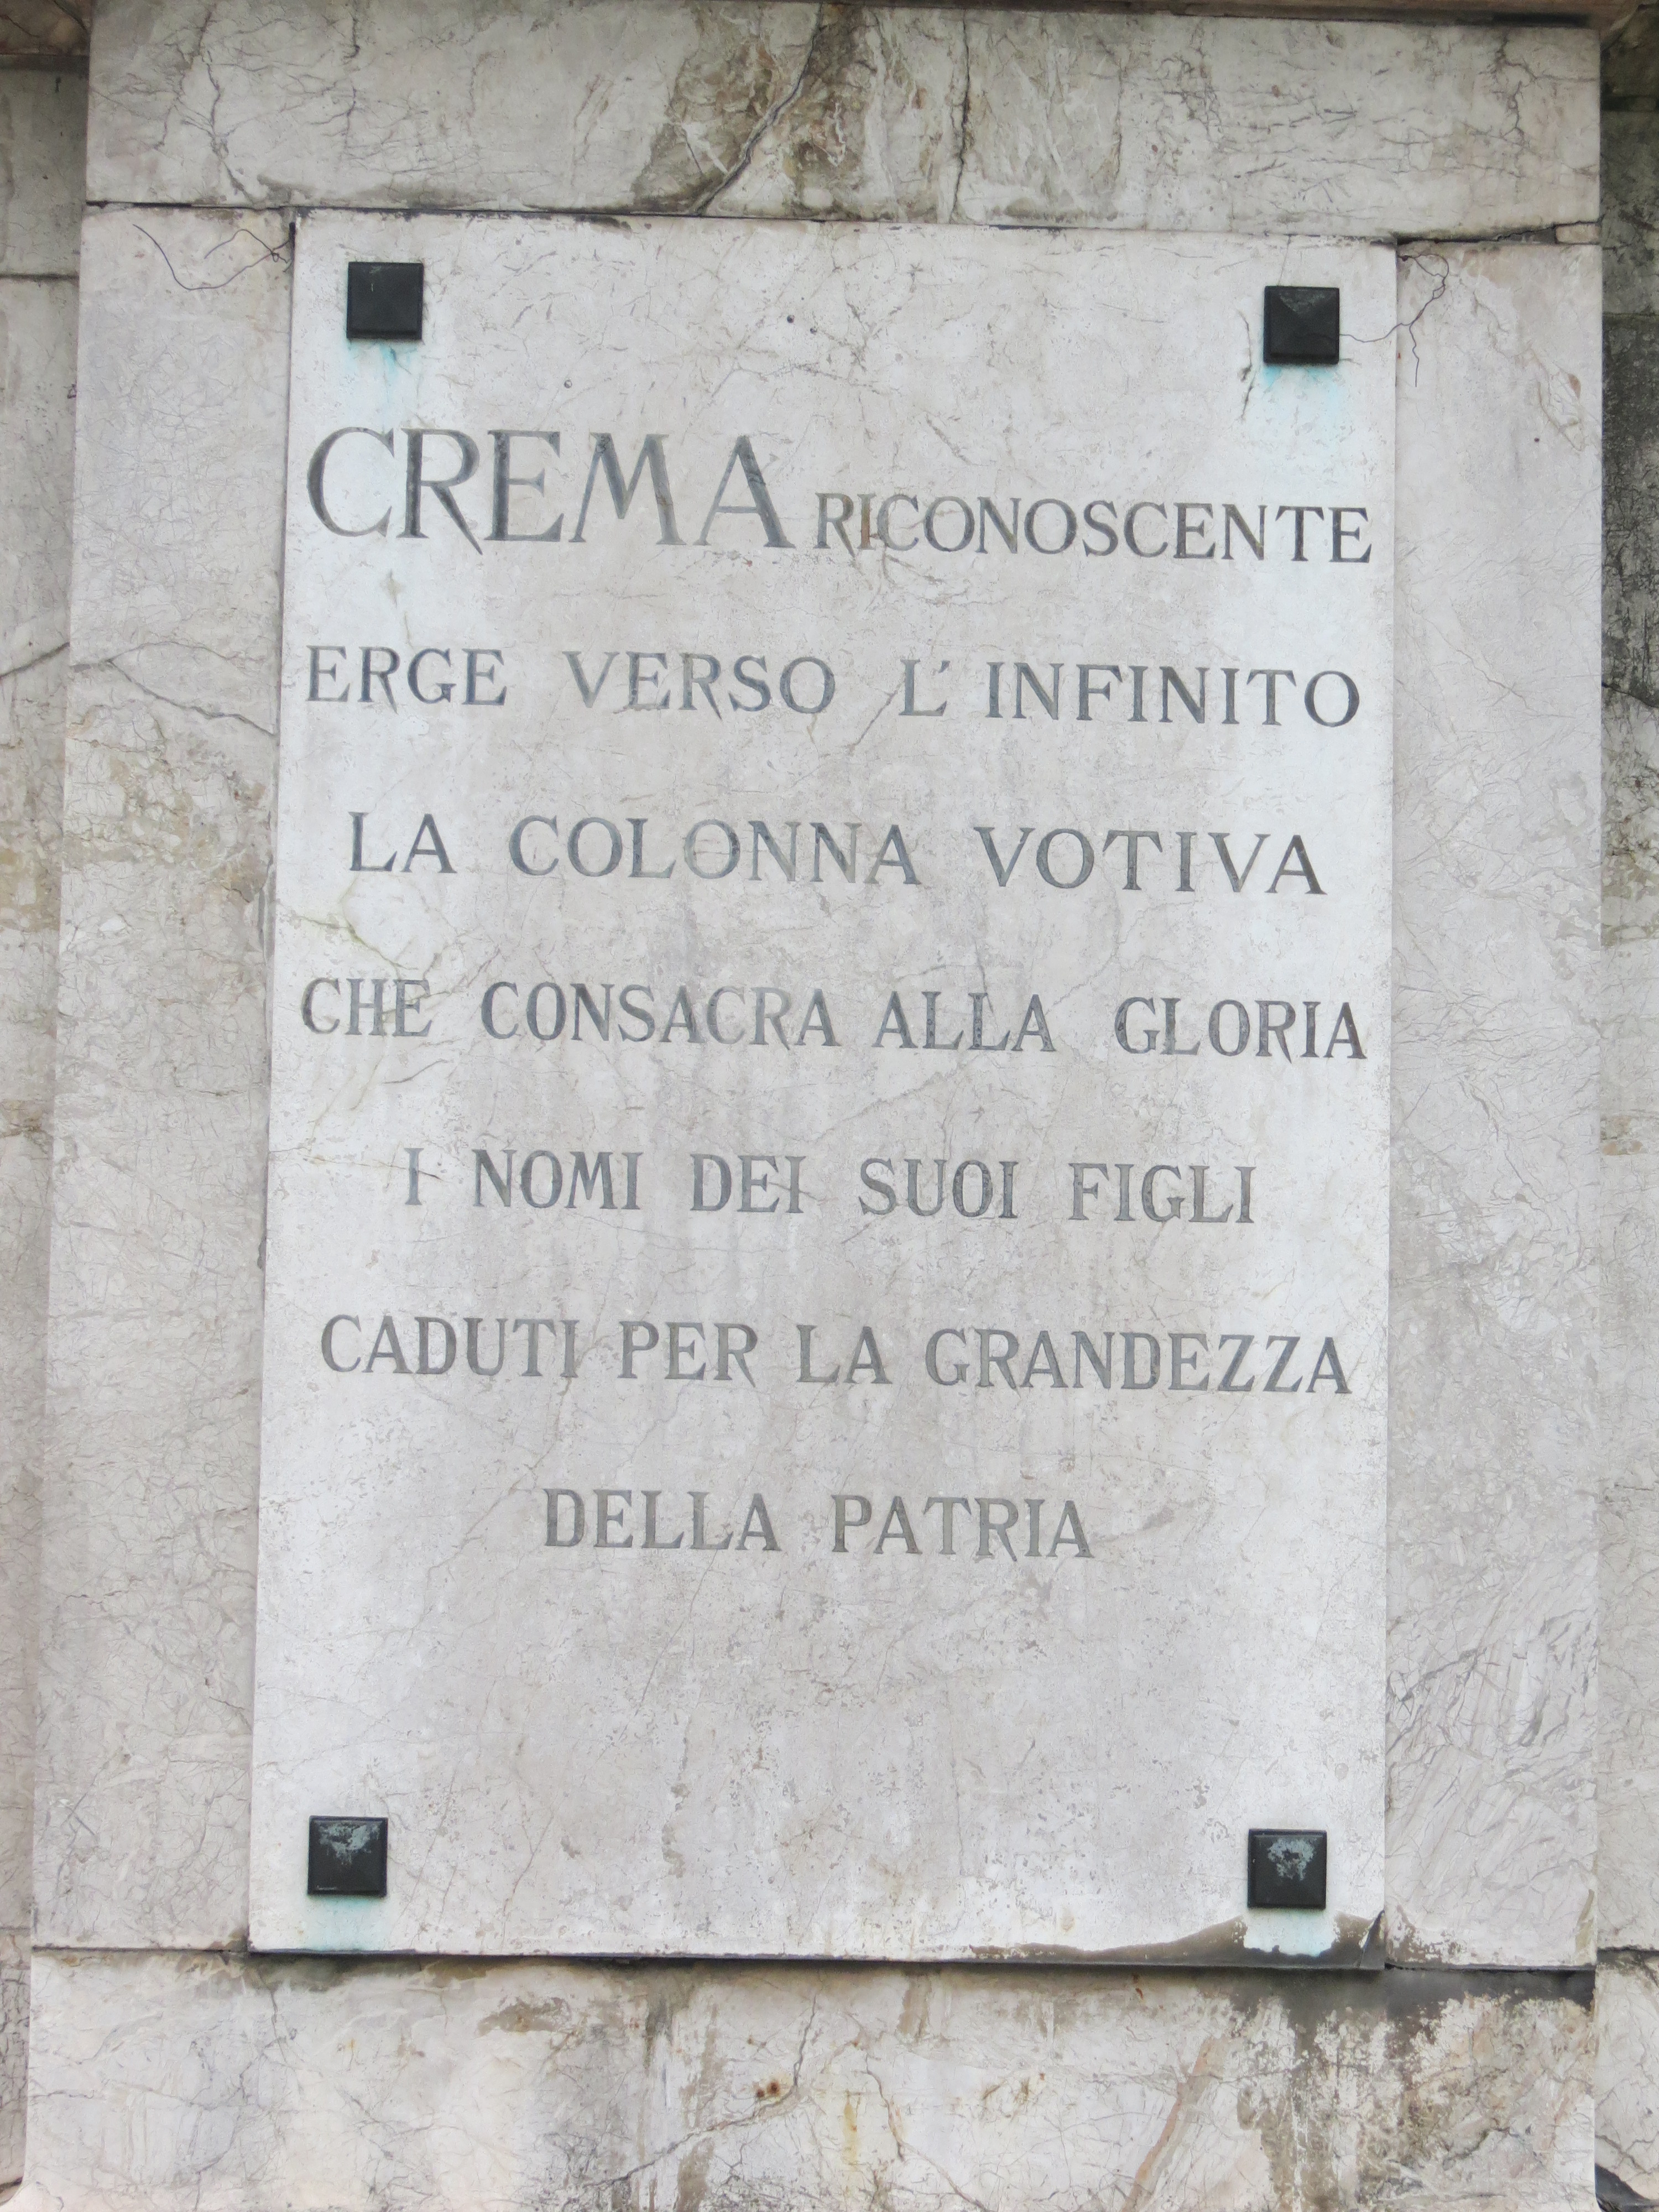 CREMA RICONOSCENTE
ERGE VERSO L'INFINITO
LA COLONNA VOTIVA
CHE CONSACRA ALLA GLORIA
I NOMI DEI SUOI FIGLI
CADUTI PER LA GRANDEZZA
DELLA PATRIA